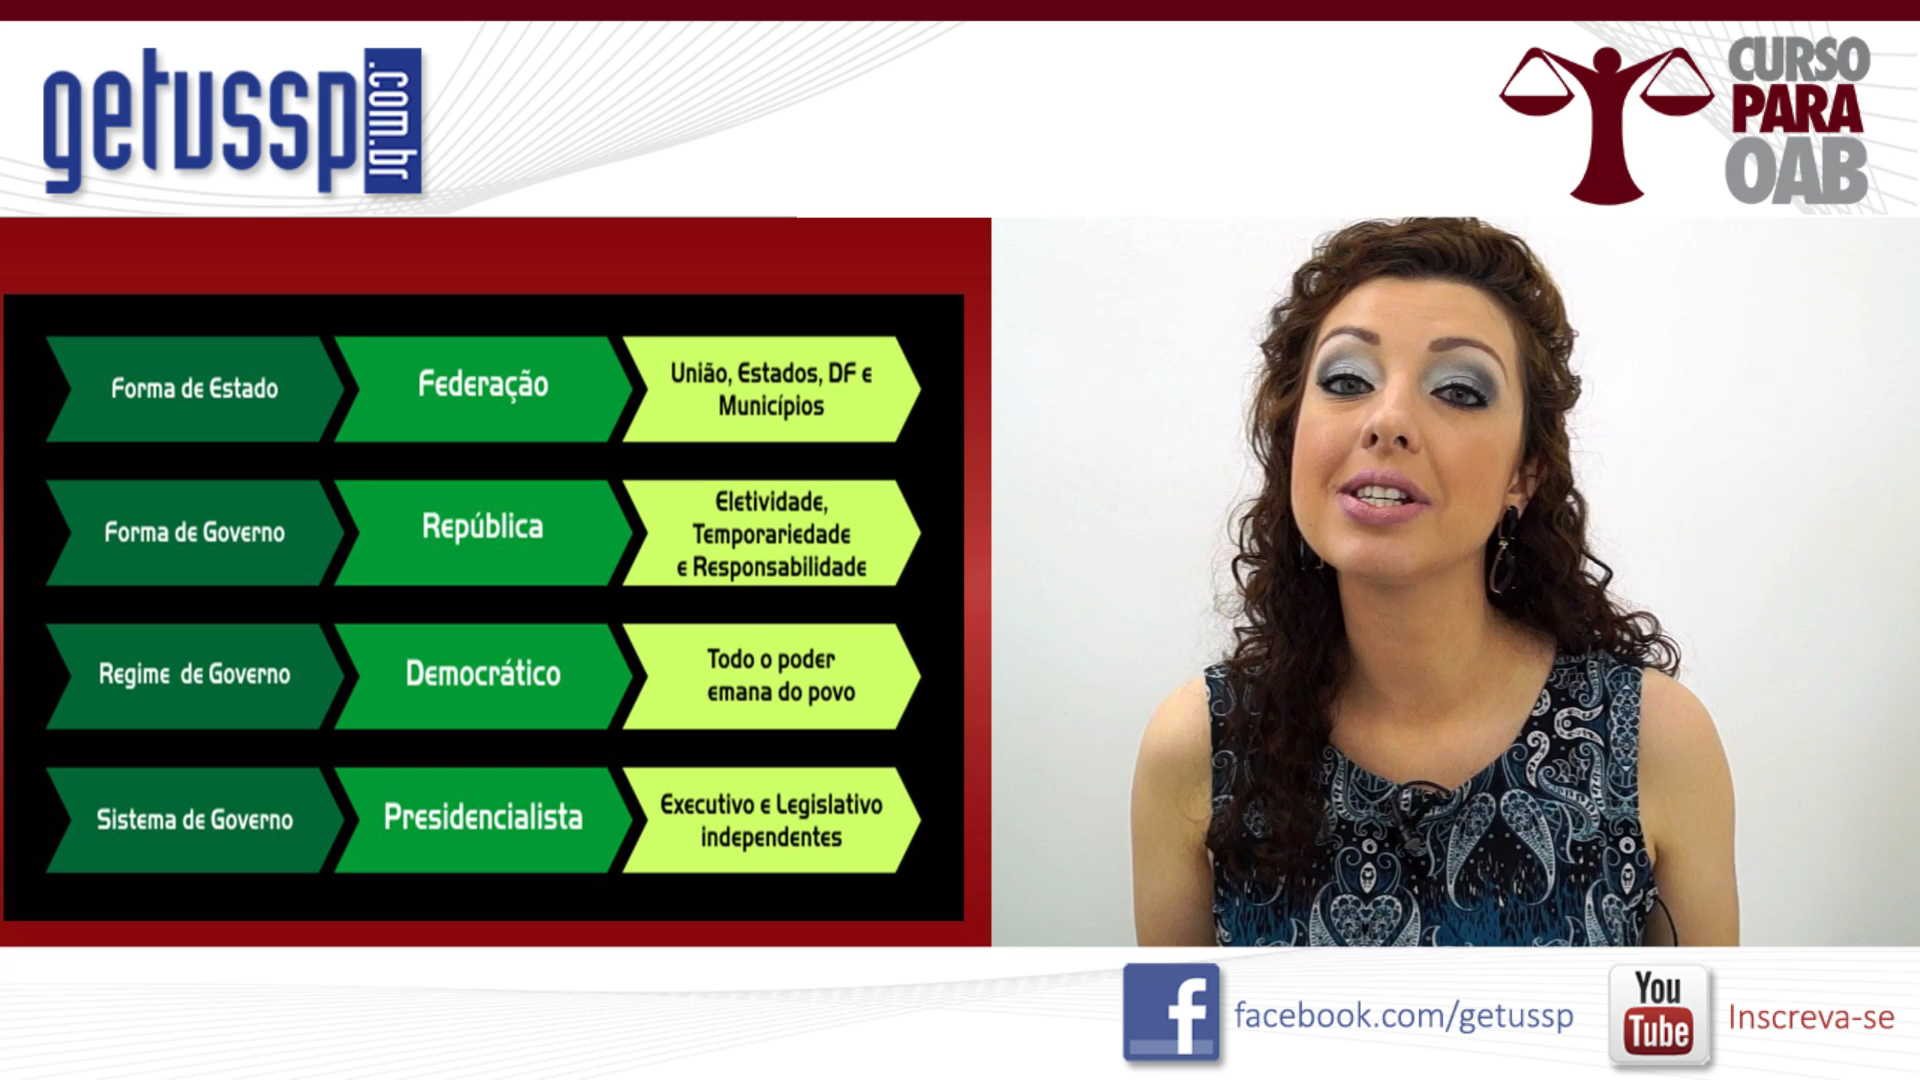 getussp
.com.br
CURSO
PARA
OAB
Forma de Estado
Federação
União, Estados, DF e
Municípios
Forma de Governo
República
Eletividade,
Temporariedade
e Responsabilidade
Regime de Governo
Democrático
Todo o poder
emana do povo
Sistema de Governo
Presidencialista
Executivo e Legislativo
independentes
f
facebook.com/getussp
You
Tube
Inscreva-se